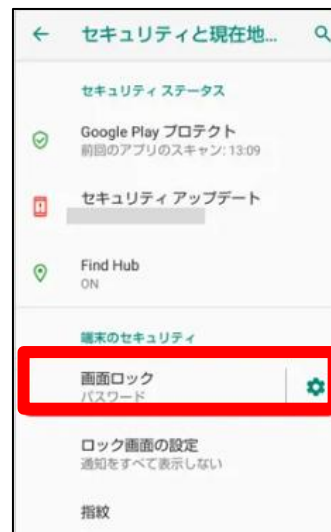 セキュリティと現在地...
セキュリティ ステータス
Google Play プロテクト
前回のアプリのスキャン: 13:09
セキュリティ アップデート
Find Hub
ON
端末のセキュリティ
画面ロック
パスワード
ロック画面の設定
通知をすべて表示しない
指紋